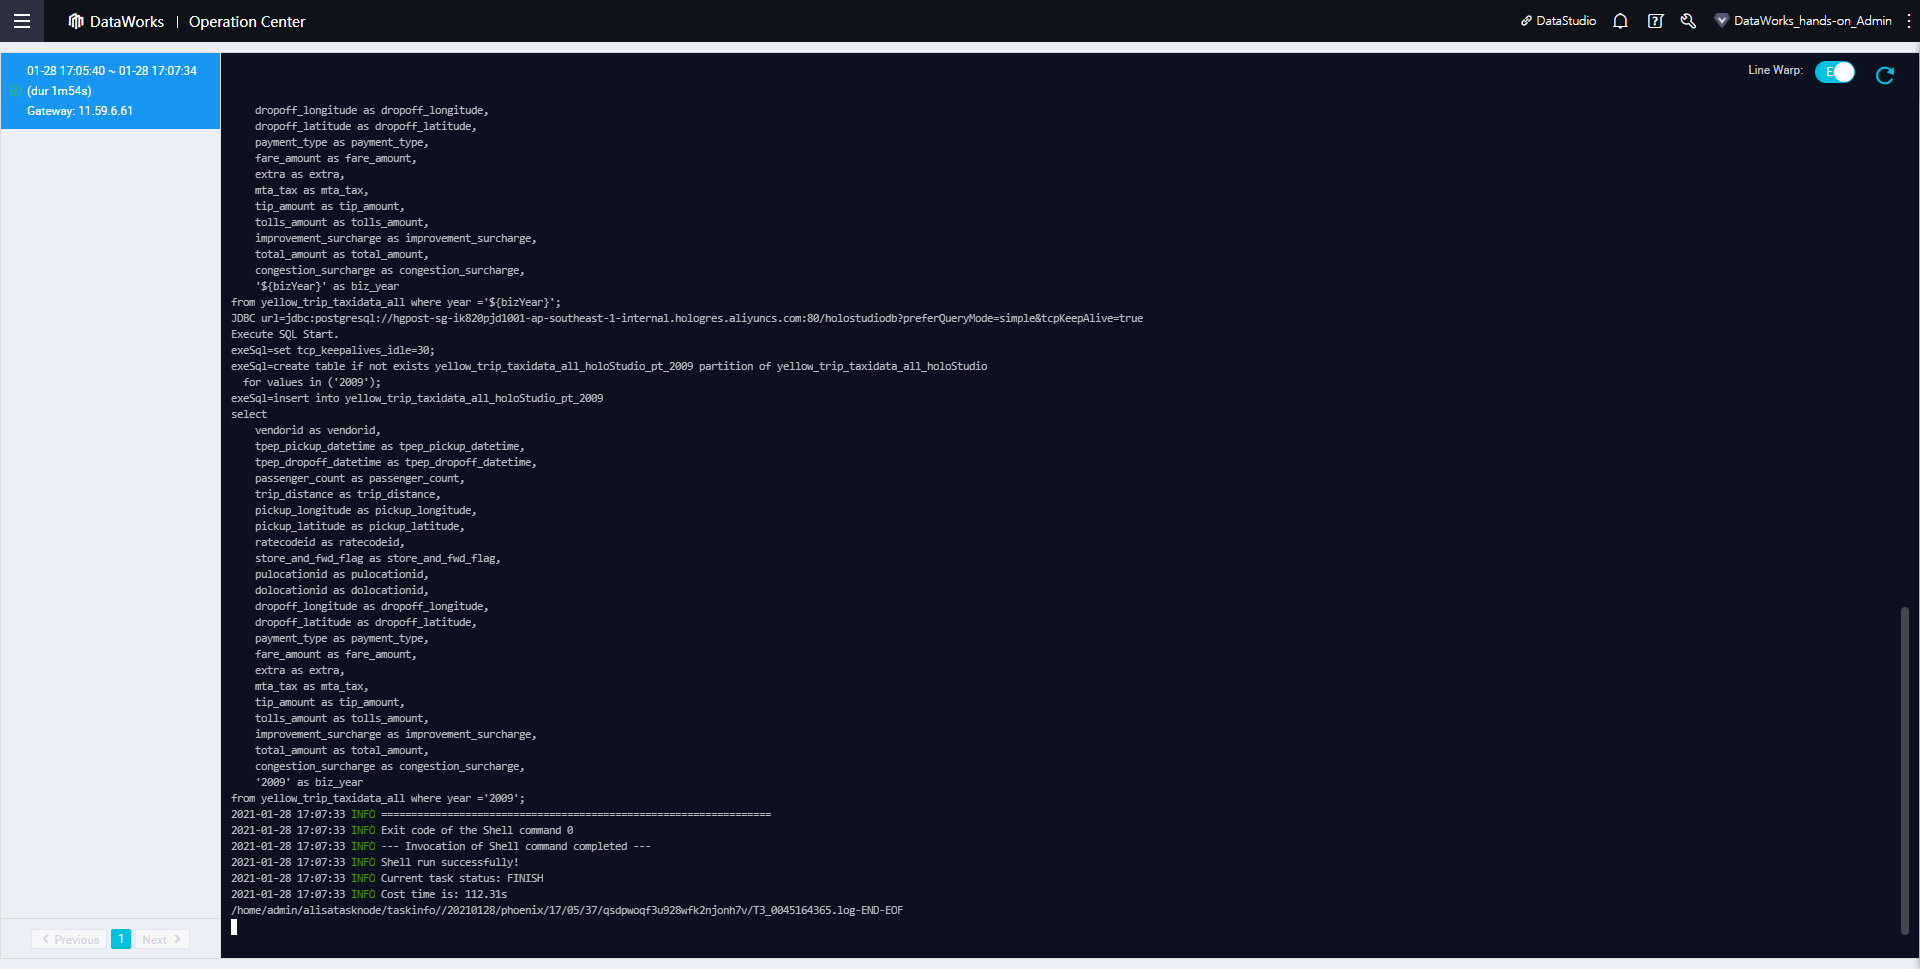 DataWorks | Operation Center
DataStudio
DataWorks_hands-on_Admin
01-28 17:05:40 ~ 01-28 17:07:34
(dur 1m54s)
Gateway: 11.59.6.61
Line Warp:
E
dropoff_longitude as dropoff_longitude,
dropoff_latitude as dropoff_latitude,
payment_type as payment_type,
fare_amount as fare_amount,
extra as extra,
mta_tax as mta_tax,
tip_amount as tip_amount,
tolls_amount as tolls_amount,
improvement_surcharge as improvement_surcharge,
total_amount as total_amount,
congestion_surcharge as congestion_surcharge,
'${bizYear}' as biz_year
from yellow_trip_taxidata_all where year ='${bizYear}';
JDBC url=jdbc:postgresql://hgpost-sg-ik820pjd1001-ap-southeast-1-internal.hologres.aliyuncs.com:80/holostudiodb?preferQueryMode=simple&tcpKeepAlive=true
Execute SQL Start.
exeSql=set tcp_keepalives_idle=30;
exeSql=create table if not exists yellow_trip_taxidata_all_holoStudio_pt_2009 partition of yellow_trip_taxidata_all_holoStudio
for values in ('2009');
exeSql=insert into yellow_trip_taxidata_all_holoStudio_pt_2009
select
vendorid as vendorid,
tpep_pickup_datetime as tpep_pickup_datetime,
tpep_dropoff_datetime as tpep_dropoff_datetime,
passenger_count as passenger_count,
trip_distance as trip_distance,
pickup_longitude as pickup_longitude,
pickup_latitude as pickup_latitude,
ratecodeid as ratecodeid,
store_and_fwd_flag as store_and_fwd_flag,
pulocationid as pulocationid,
dolocationid as dolocationid,
dropoff_longitude as dropoff_longitude,
dropoff_latitude as dropoff_latitude,
payment_type as payment_type,
fare_amount as fare_amount,
extra as extra,
mta_tax as mta_tax,
tip_amount as tip_amount,
tolls_amount as tolls_amount,
improvement_surcharge as improvement_surcharge,
total_amount as total_amount,
congestion_surcharge as congestion_surcharge,
'2009' as biz_year
from yellow_trip_taxidata_all where year ='2009';
2021-01-28 17:07:33 INFO =================================================================
2021-01-28 17:07:33 INFO Exit code of the Shell command 0
2021-01-28 17:07:33 INFO --- Invocation of Shell command completed ---
2021-01-28 17:07:33 INFO Shell run successfully!
2021-01-28 17:07:33 INFO Current task status: FINISH
2021-01-28 17:07:33 INFO Cost time is: 112.31s
/home/admin/alisatasknode/taskinfo//20210128/phoenix/17/05/37/qsdpwoqf3u928wfk2njonh7v/T3_0045164365.log-END-EOF
Previous 1 Next